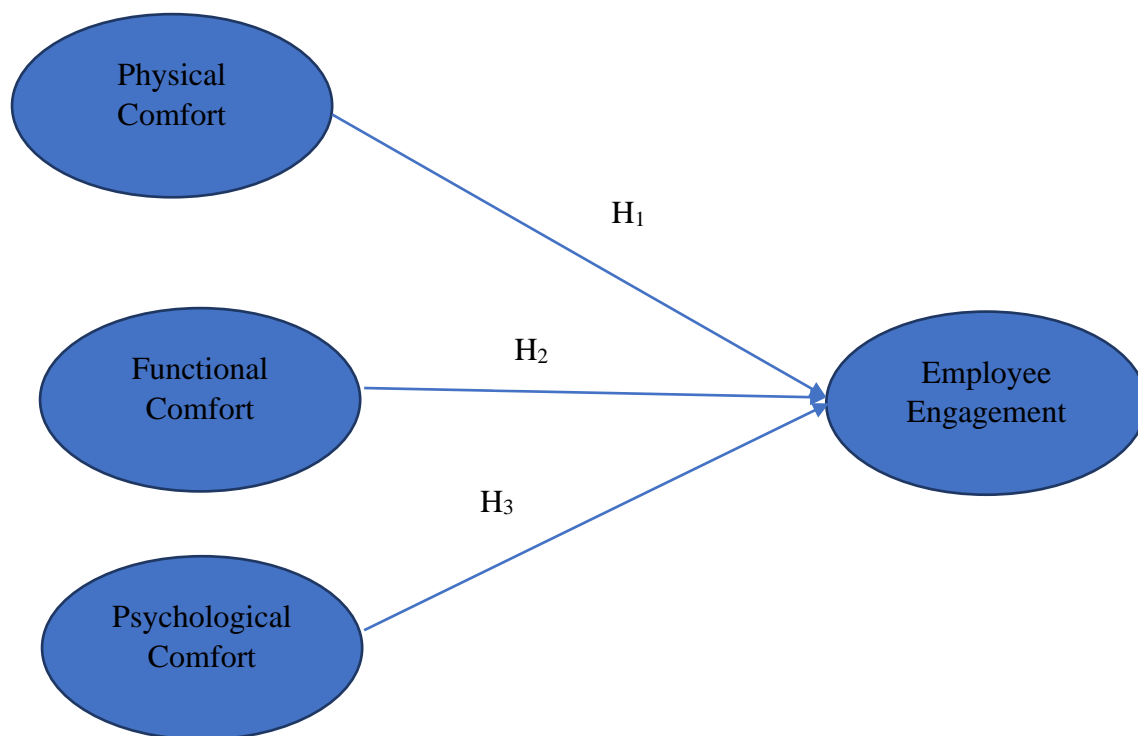 Physical
Comfort
H₁
Functional
Comfort
H₂
Employee
Engagement
H₃
Psychological
Comfort